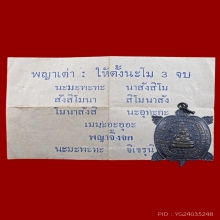 พญาเต่า : ให้ตั้งนะโม 3 จบ
นะมะพะทะ นาสังสิโม
สังสิโมนา สิโมนาสัง
โมนาสังสิ นะอุทะกะ
เมมะอะอุอะ
พญาจิ้งจก
นะมะพะทะ จิเจรุนิ
PID : YG24035248